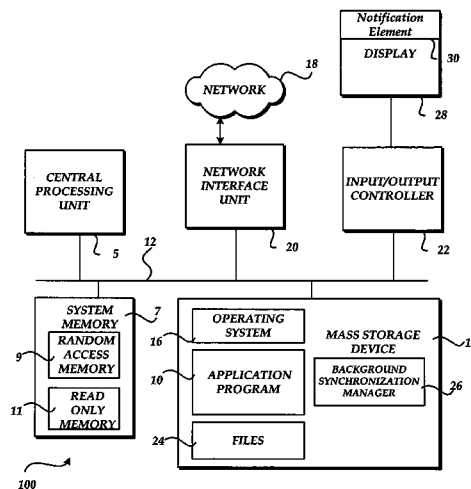 Notification
Element
30
DISPLAY
28
18
NETWORK
CENTRAL
PROCESSING
UNIT
5
NETWORK
INTERFACE
UNIT
20
INPUT/OUTPUT
CONTROLLER
22
12
SYSTEM
MEMORY
7
9
RANDOM
ACCESS
MEMORY
11
READ
ONLY
MEMORY
OPERATING
SYSTEM
16
MASS STORAGE
DEVICE
1
10
APPLICATION
PROGRAM
BACKGROUND
SYNCHRONIZATION
MANAGER
26
24
FILES
100